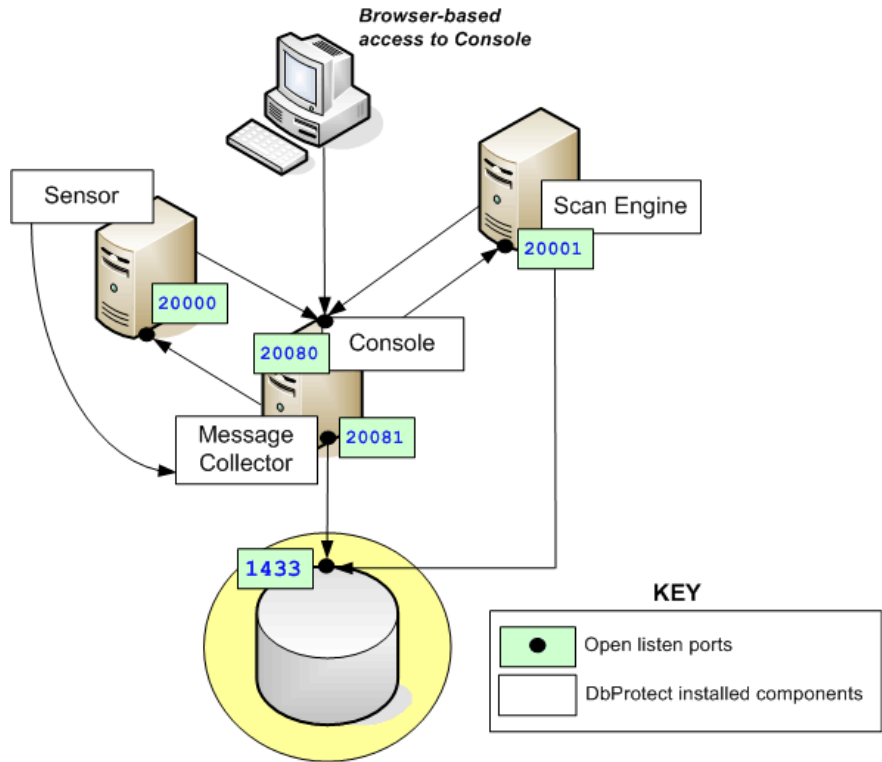 Browser-based
access to Console
Sensor
Scan Engine
20001
20000
20080
Console
Message
Collector
20081
1433
KEY
Open listen ports
DbProtect installed components